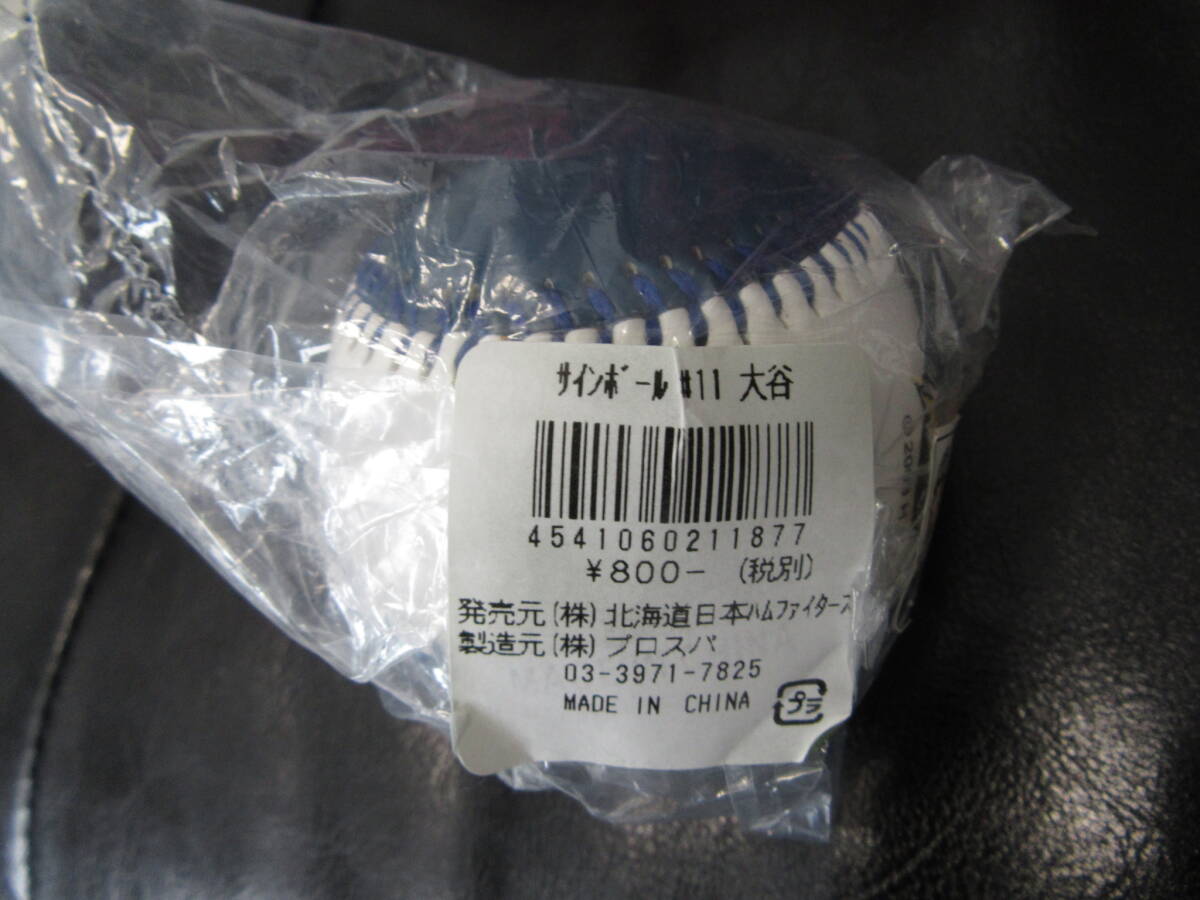 サインボール #11 大谷
4541060211877
¥800- (税別)
発売元(株)北海道日本ハムファイターズ
製造元(株)プロスパ
03-3971-7825
MADE IN CHINA
プラ